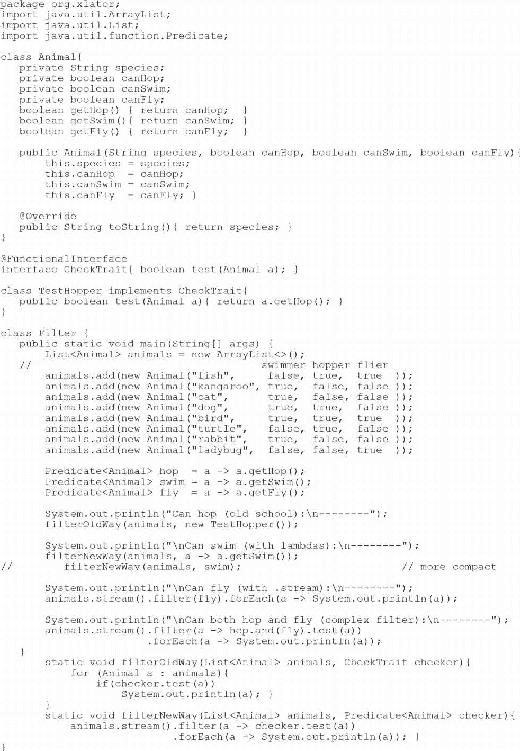 package org.xlator;
import java.util.ArrayList;
import java.util.List;
import java.util.function.Predicate;

class Animal{
   private String species;
   private boolean canHop;
   private boolean canSwim;
   private boolean canFly;
   boolean getHop() { return canHop;  }
   boolean getSwim(){ return canSwim; }
   boolean getFly() { return canFly;  }

   public Animal(String species, boolean canHop, boolean canSwim, boolean canFly){
       this.species = species;
       this.canHop  = canHop;
       this.canSwim = canSwim;
       this.canFly  = canFly; }

   @Override
   public String toString(){ return species; }
}

@FunctionalInterface
interface CheckTrait{ boolean test(Animal a); }

class TestHopper implements CheckTrait{
   public boolean test(Animal a){ return a.getHop(); }
}

class Filter {
   public static void main(String[] args) {
       List<Animal> animals = new ArrayList<>();
   //                                     swimmer hopper flier
       animals.add(new Animal("fish",      false, true,  true  ));
       animals.add(new Animal("kangaroo", true,  false, false ));
       animals.add(new Animal("cat",      true,  false, false ));
       animals.add(new Animal("dog",      true,  true,  false ));
       animals.add(new Animal("bird",     true,  true,  true  ));
       animals.add(new Animal("turtle",   false, true,  false ));
       animals.add(new Animal("rabbit",   true,  false, false ));
       animals.add(new Animal("ladybug",  false, false, true  ));

       Predicate<Animal> hop  = a -> a.getHop();
       Predicate<Animal> swim = a -> a.getSwim();
       Predicate<Animal> fly  = a -> a.getFly();

       System.out.println("Can hop (old school):\n--------");
       filterOldWay(animals, new TestHopper());

       System.out.println("\nCan swim (with lambdas):\n--------");
       filterNewWay(animals, a -> a.getSwim());
//        filterNewWay(animals, swim);                          // more compact

       System.out.println("\nCan fly (with .stream):\n--------");
       animals.stream().filter(fly).forEach(a -> System.out.println(a));

       System.out.println("\nCan both hop and fly (complex filter):\n--------");
       animals.stream().filter(a -> hop.and(fly).test(a))
                       .forEach(a -> System.out.println(a));
   }
       static void filterOldWay(List<Animal> animals, CheckTrait checker){
           for (Animal a : animals){
               if(checker.test(a))
                   System.out.println(a); }
       }
       static void filterNewWay(List<Animal> animals, Predicate<Animal> checker){
           animals.stream().filter(a -> checker.test(a))
                           .forEach(a -> System.out.println(a)); }
}